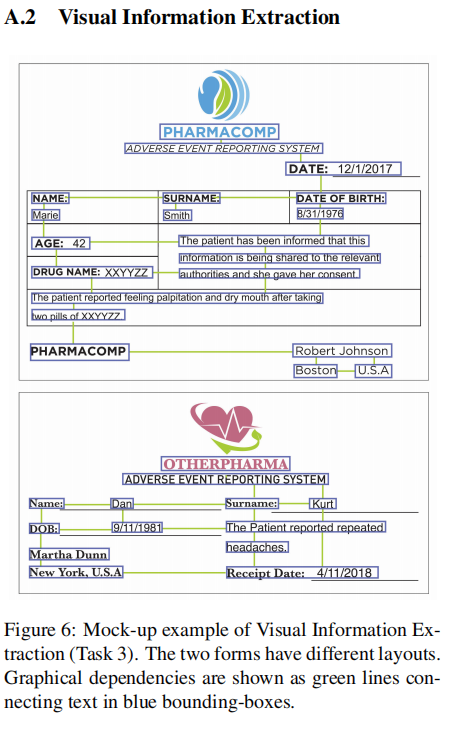 A.2 Visual Information Extraction
PHARMACOMP
ADVERSE EVENT REPORTING SYSTEM
DATE: 12/1/2017
NAME: SURNAME: DATE OF BIRTH:
Marie Smith 8/31/1976
AGE: 42
The patient has been informed that this
information is being shared to the relevant
DRUG NAME: XXYYZZ authorities and she gave her consent.
The patient reported feeling palpitation and dry mouth after taking
two pills of XXYYZZ
PHARMACOMP Robert Johnson
Boston U.S.A
OTHERPHARMA
ADVERSE EVENT REPORTING SYSTEM
Name: Dan Surname: Kurt
DOB: 9/11/1981 The Patient reported repeated
headaches.
Martha Dunn
New York, U.S.A Receipt Date: 4/11/2018
Figure 6: Mock-up example of Visual Information Ex-
traction (Task 3). The two forms have different layouts.
Graphical dependencies are shown as green lines con-
necting text in blue bounding-boxes.